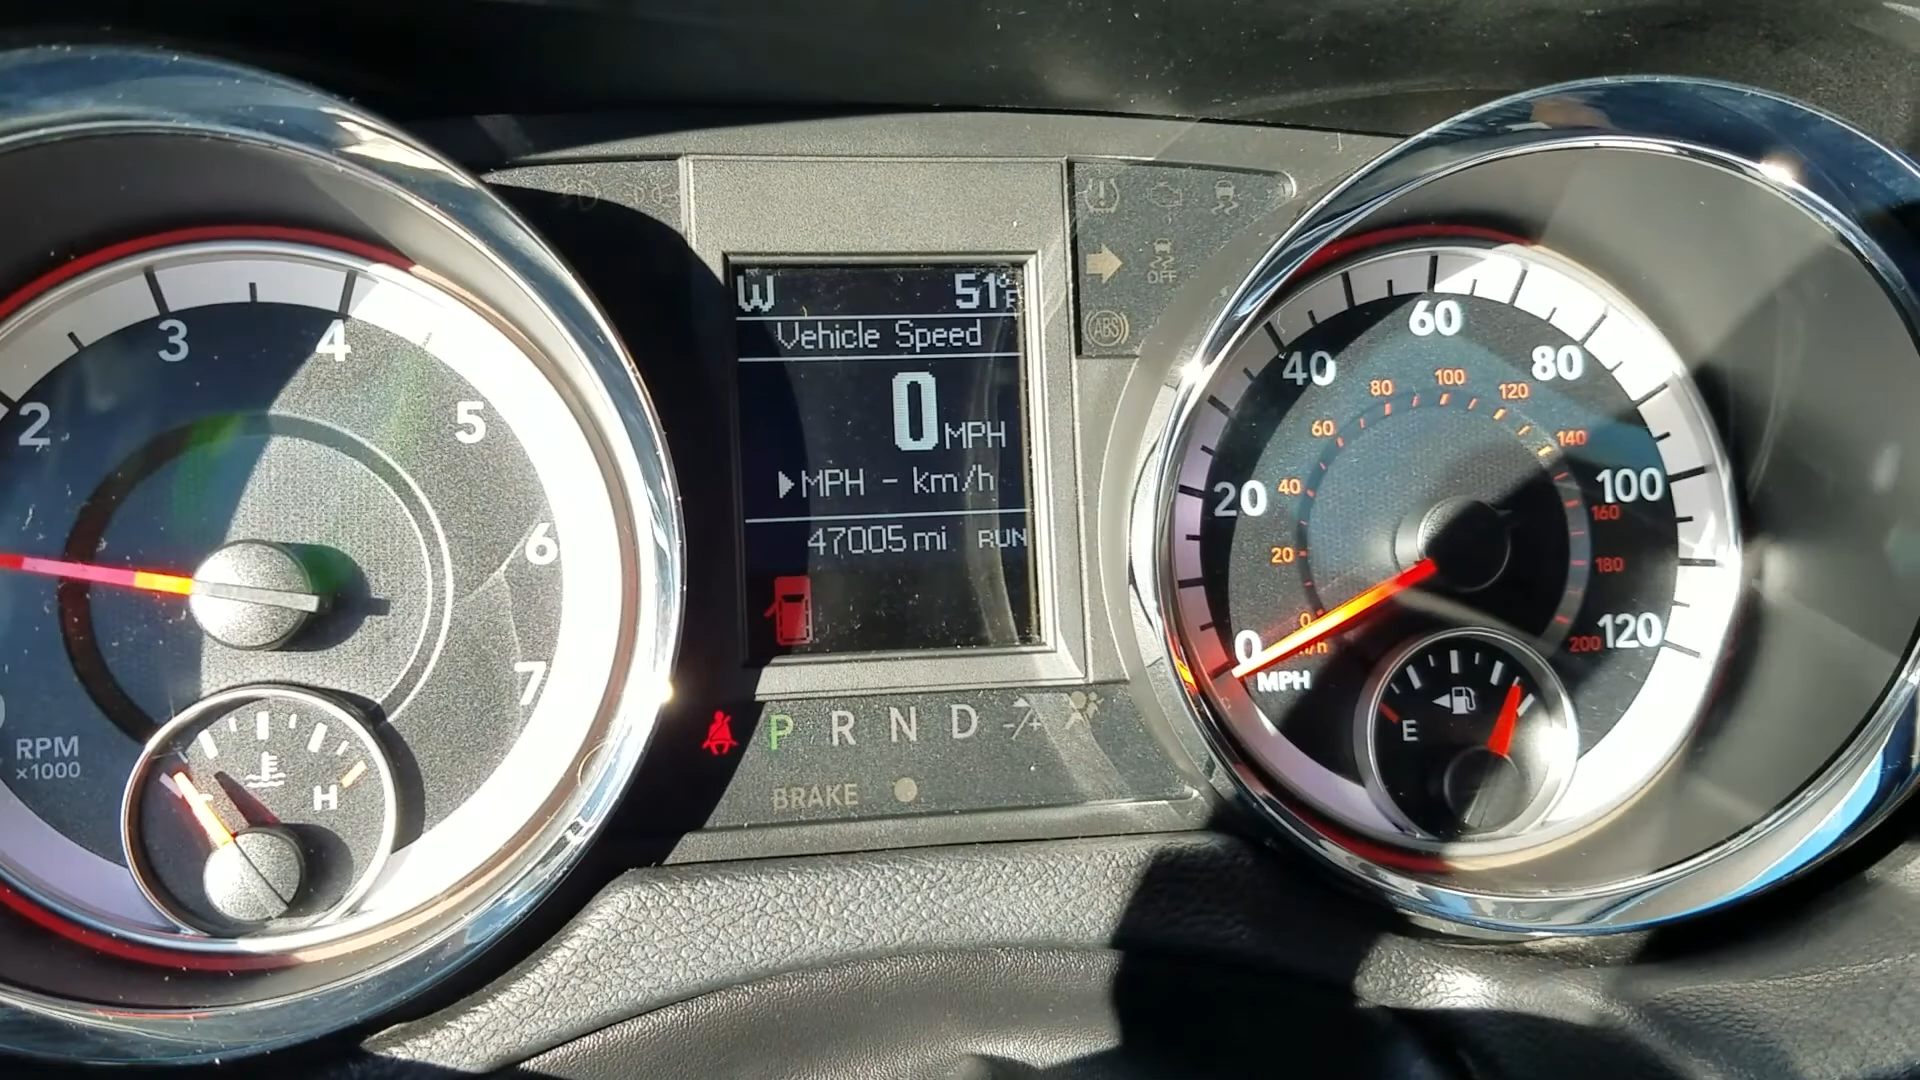 2
3
4
5
6
7
RPM
x1000
H
W 51°F
Vehicle Speed
0 MPH
▶MPH - km/h
47005 mi RUN
P R N D
BRAKE
OFF
ABS
0
20
40
60
80
100
120
MPH
0
20
40
60
80
100
120
140
160
180
200
E